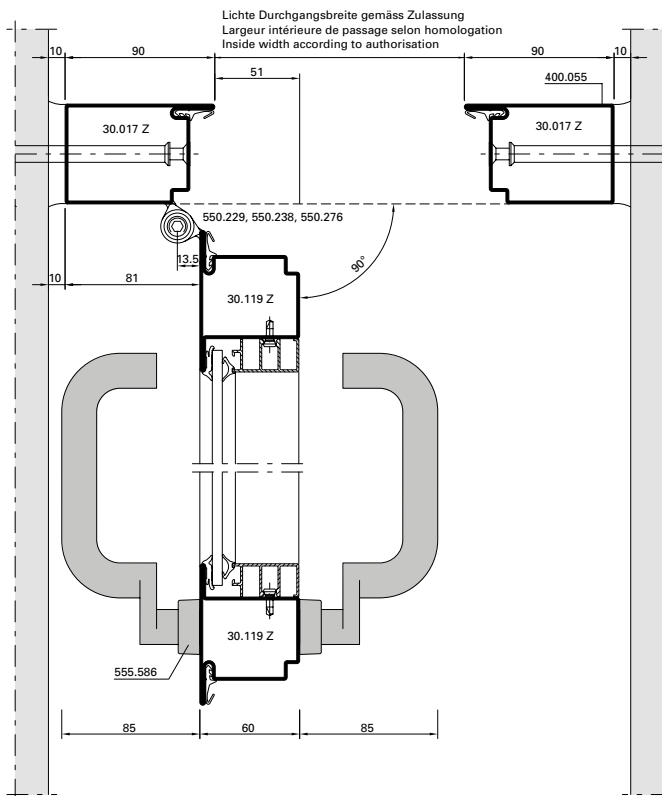 Lichte Durchgangsbreite gemäss Zulassung
Largeur intérieure de passage selon homologation
Inside width according to authorisation
10
90
90
10
51
400.055
30.017 Z
30.017 Z
550.229, 550.238, 550.276
13.5
90°
10
81
30.119 Z
30.119 Z
555.586
85
60
85